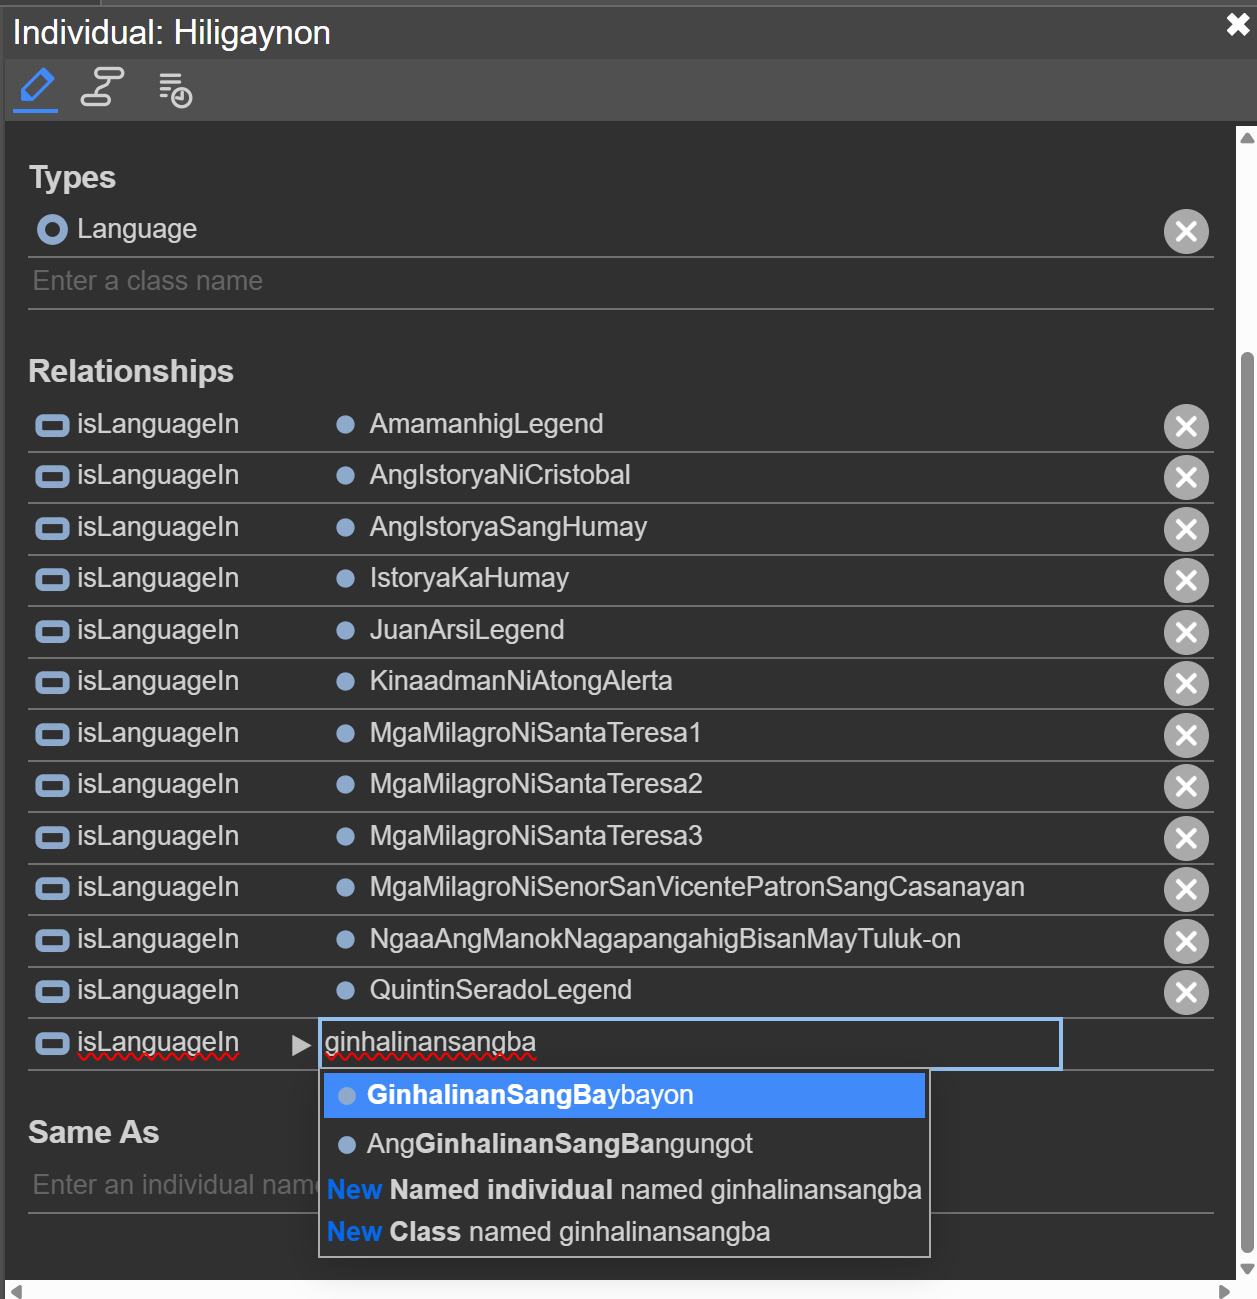 Individual: Hiligaynon
Types
Language
Enter a class name
Relationships
isLanguageIn AmamanhigLegend
isLanguageIn AngIstoryaNiCristobal
isLanguageIn AngIstoryaSangHumay
isLanguageIn IstoryaKaHumay
isLanguageIn JuanArsiLegend
isLanguageIn KinaadmanNiAtongAlerta
isLanguageIn MgaMilagroNiSantaTeresa1
isLanguageIn MgaMilagroNiSantaTeresa2
isLanguageIn MgaMilagroNiSantaTeresa3
isLanguageIn MgaMilagroNiSenorSanVicentePatronSangCasanayan
isLanguageIn NgaaAngManokNagapangahigBisanMayTuluk-on
isLanguageIn QuintinSeradoLegend
isLanguageIn ginhalinansangba
GinhalinanSangBaybayon
AngGinhalinanSangBangungot
New Named individual named ginhalinansangba
New Class named ginhalinansangba
Same As
Enter an individual nam